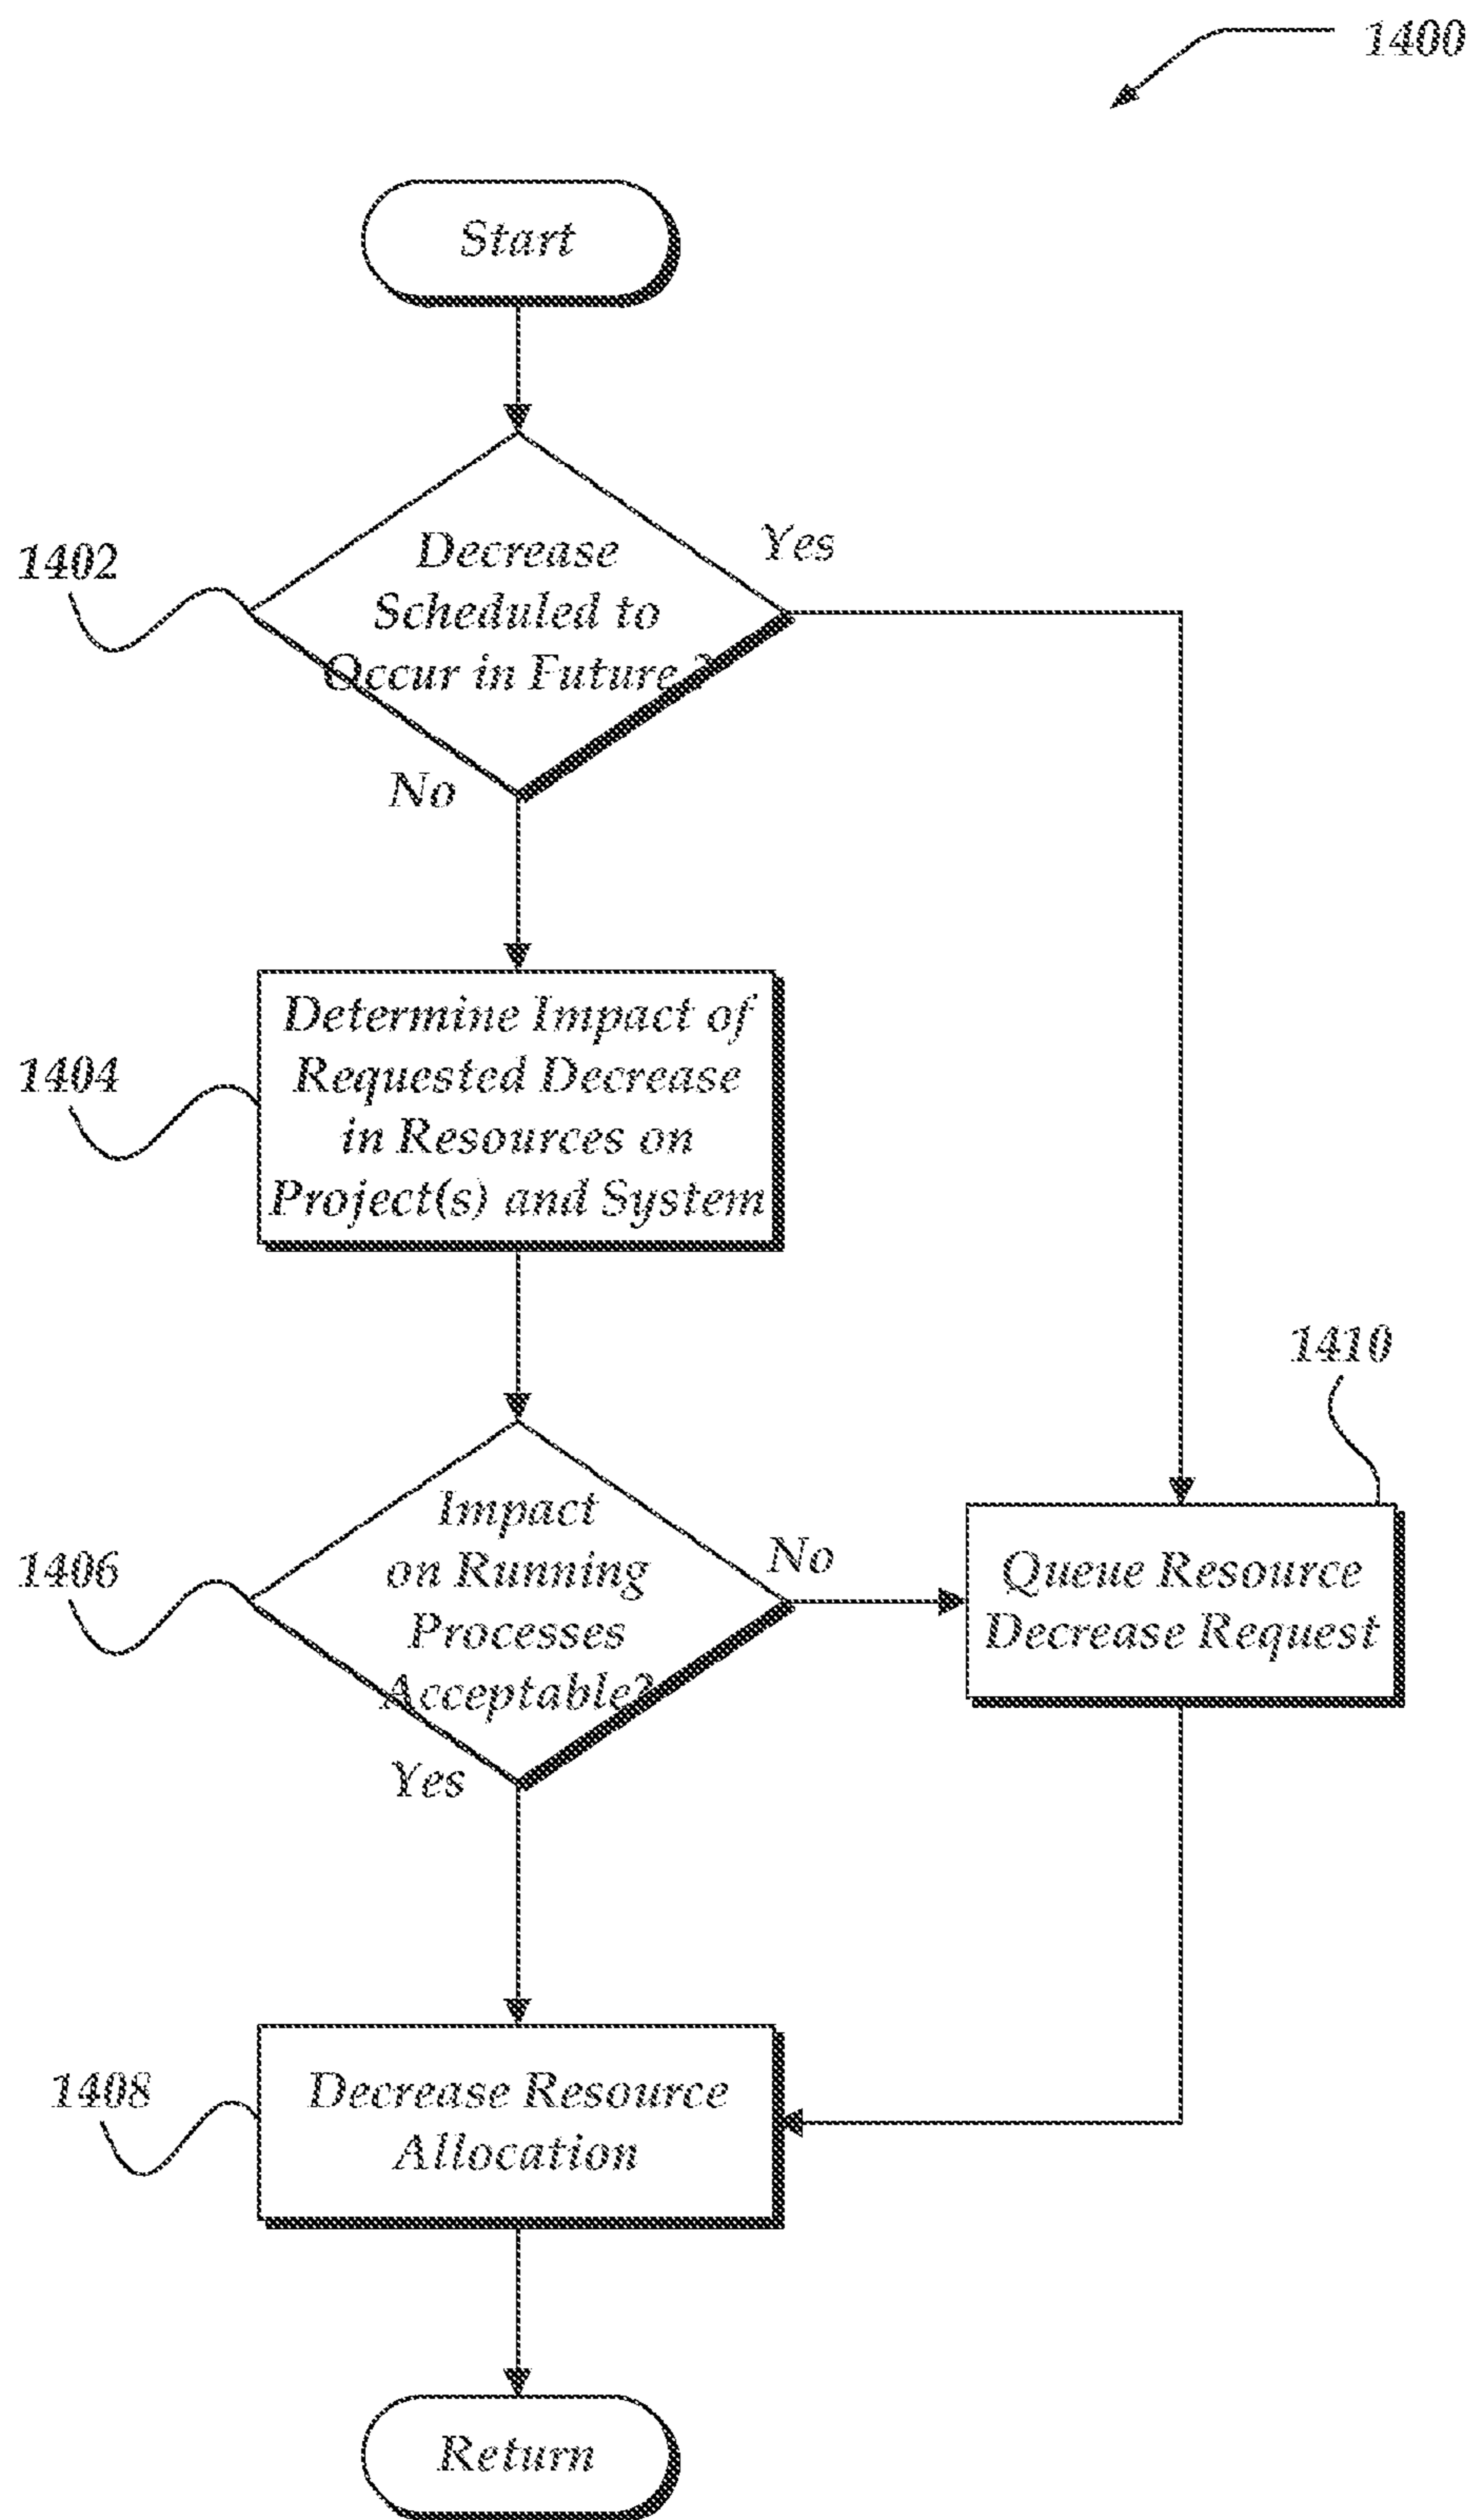 1400
Start
1402
Decrease
Scheduled to
Occur in Future ?
Yes
No
1404
Determine Impact of
Requested Decrease
in Resources on
Project(s) and System
1406
Impact
on Running
Processes
Acceptable?
No
Yes
1410
Queue Resource
Decrease Request
1408
Decrease Resource
Allocation
Return